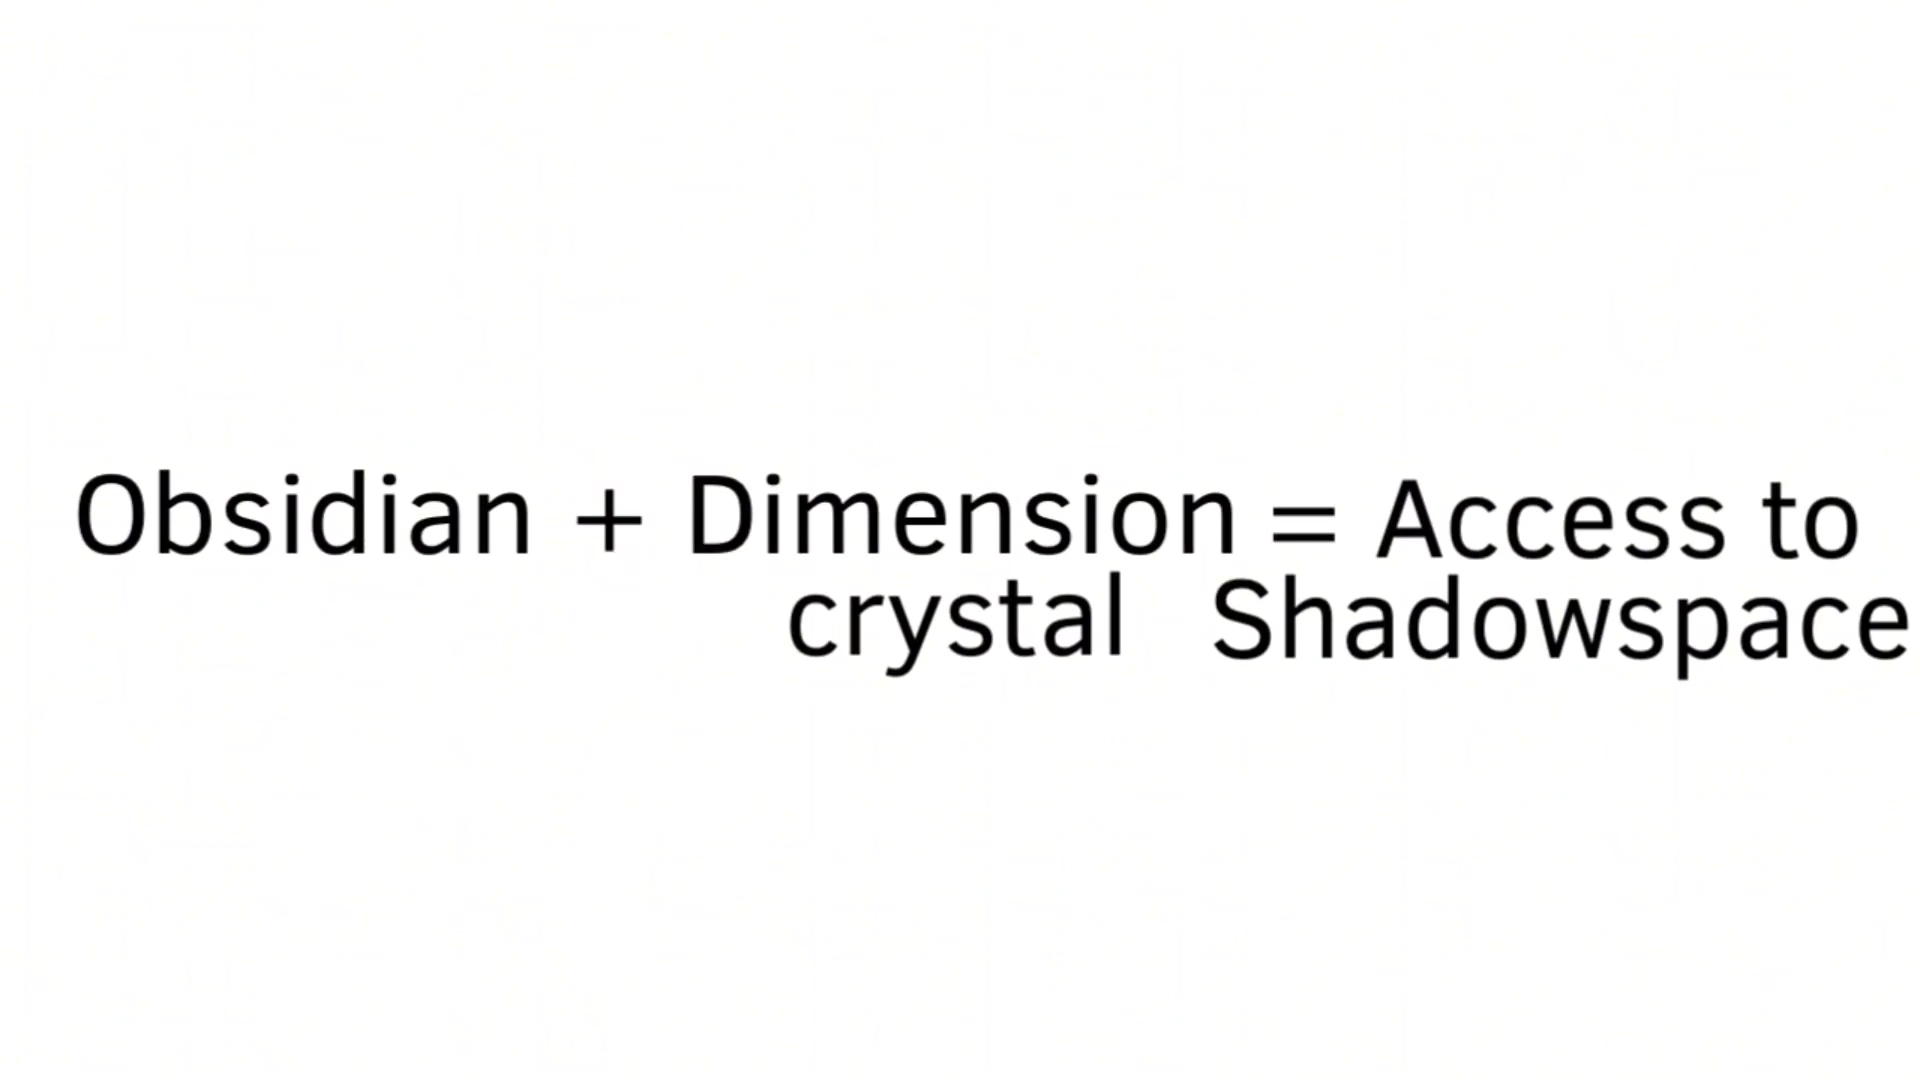 Obsidian + Dimension = Access to
crystal Shadowspace